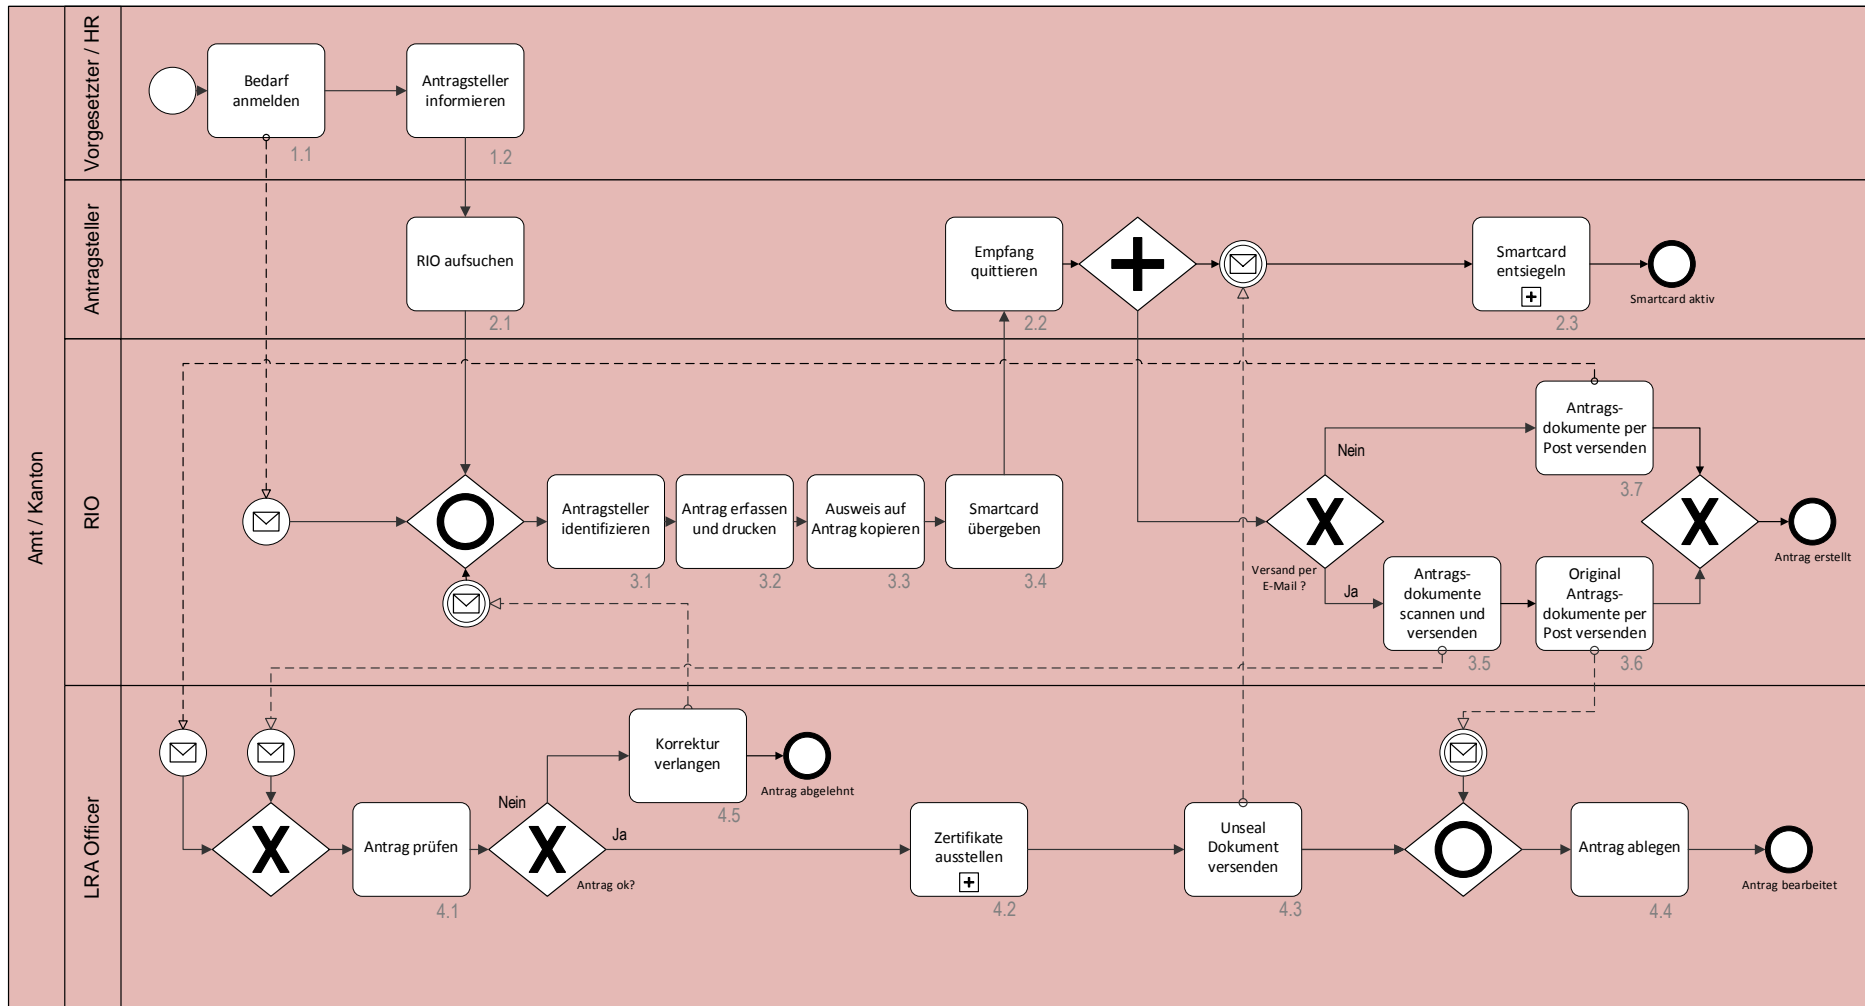 Amt / Kanton
Vorgesetzter / HR
Bedarf
anmelden
1.1
Antragsteller
informieren
1.2
Antragsteller
RIO aufsuchen
2.1
Empfang
quittieren
2.2
Smartcard
entsiegeln
2.3
Smartcard aktiv
RIO
Antragsteller
identifizieren
3.1
Antrag erfassen
und drucken
3.2
Ausweis auf
Antrag kopieren
3.3
Smartcard
übergeben
3.4
Versand per
E-Mail ?
Nein
Ja
Antrags-
dokumente per
Post versenden
3.7
Antrags-
dokumente
scannen und
versenden
3.5
Original
Antrags-
dokumente per
Post versenden
3.6
Antrag erstellt
LRA Officer
Antrag prüfen
4.1
Nein
Ja
Antrag ok?
Korrektur
verlangen
4.5
Antrag abgelehnt
Zertifikate
ausstellen
4.2
Unseal
Dokument
versenden
4.3
Antrag ablegen
4.4
Antrag bearbeitet